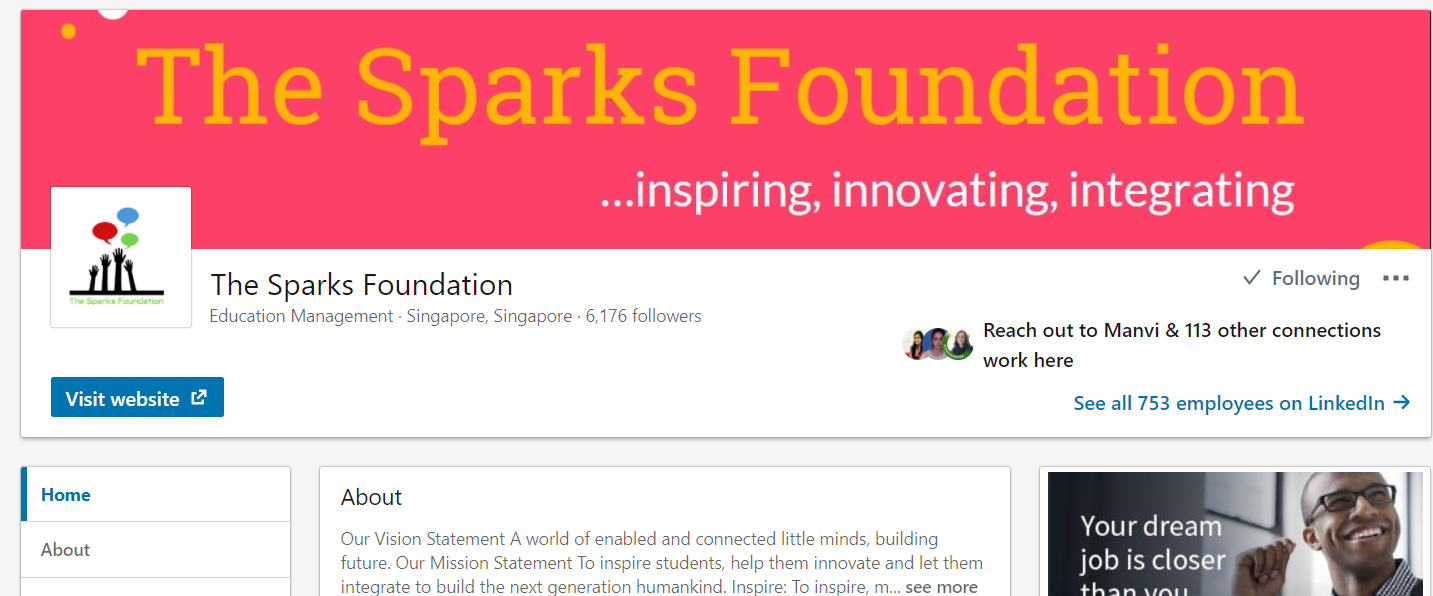 The Sparks Foundation
...inspiring, innovating, integrating
The Sparks Foundation
The Sparks Foundation
Education Management · Singapore, Singapore · 6,176 followers
Following
Reach out to Manvi & 113 other connections
work here
Visit website
See all 753 employees on LinkedIn
Home
About
About
Our Vision Statement A world of enabled and connected little minds, building
future. Our Mission Statement To inspire students, help them innovate and let them
integrate to build the next generation humankind. Inspire: To inspire, m... see more
Your dream
job is closer
than you